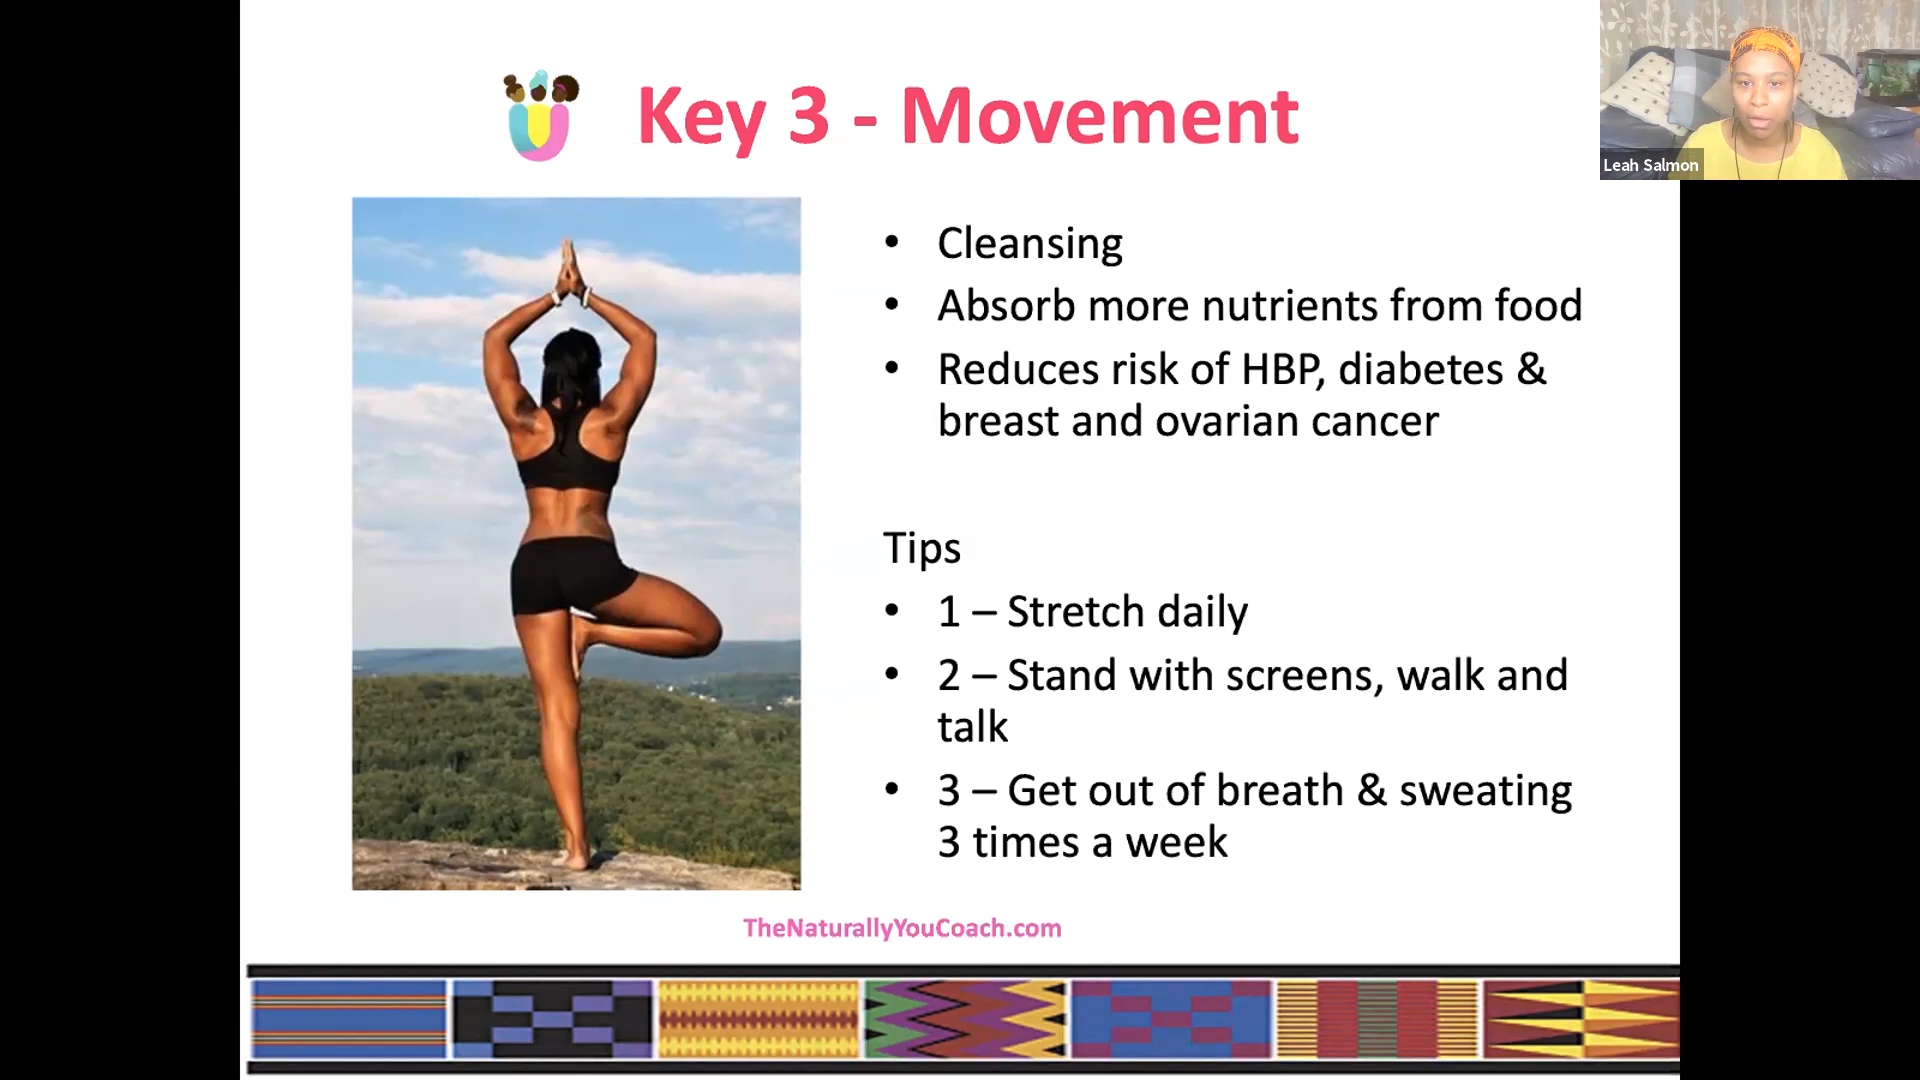 Key 3 - Movement
Leah Salmon
• Cleansing
• Absorb more nutrients from food
• Reduces risk of HBP, diabetes &
breast and ovarian cancer
Tips
• 1 – Stretch daily
• 2 – Stand with screens, walk and
talk
• 3 – Get out of breath & sweating
3 times a week
TheNaturallyYouCoach.com